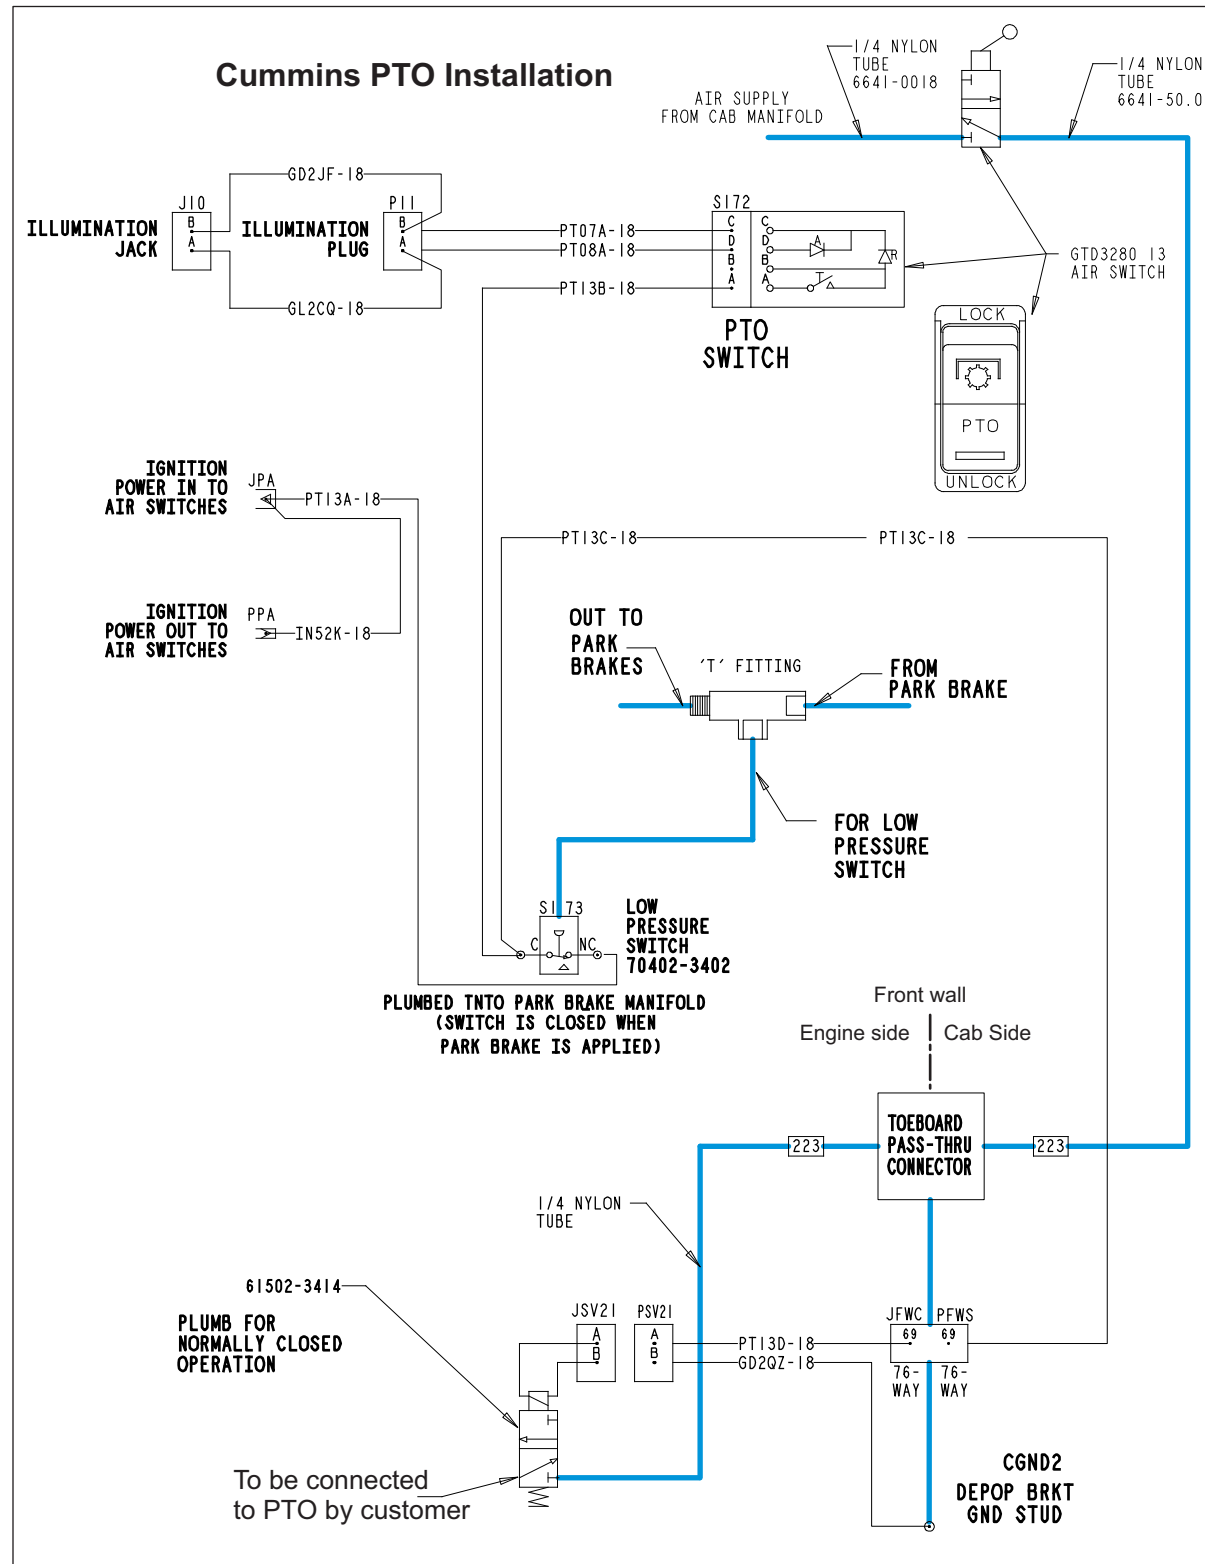 Cummins PTO Installation
1/4 NYLON
TUBE
6641-0018
1/4 NYLON
TUBE
6641-50.0
AIR SUPPLY
FROM CAB MANIFOLD
GD2JF-18
J10
P11
S172
ILLUMINATION
JACK
B
A
ILLUMINATION
PLUG
B
A
PT07A-18
PT08A-18
PT13B-18
C
D
B
A
C
D
B
A
A
R
T
GL2CQ-18
GTD3280 13
AIR SWITCH
PTO
SWITCH
LOCK
PTO
UNLOCK
IGNITION
POWER IN TO
AIR SWITCHES
JPA
PT13A-18
PT13C-18
PT13C-18
IGNITION
POWER OUT TO
AIR SWITCHES
PPA
IN52K-18
OUT TO
PARK
BRAKES
'T' FITTING
FROM
PARK BRAKE
FOR LOW
PRESSURE
SWITCH
S173
C
NC
LOW
PRESSURE
SWITCH
70402-3402
PLUMBED TNTO PARK BRAKE MANIFOLD
(SWITCH IS CLOSED WHEN
PARK BRAKE IS APPLIED)
Front wall
Engine side
Cab Side
TOEBOARD
PASS-THRU
CONNECTOR
223
223
1/4 NYLON
TUBE
61502-3414
PLUMB FOR
NORMALLY CLOSED
OPERATION
JSV21
A
B
PSV21
A
B
PT13D-18
GD2QZ-18
JFWC
PFWS
69
69
76-
WAY
76-
WAY
To be connected
to PTO by customer
CGND2
DEPOP BRKT
GND STUD